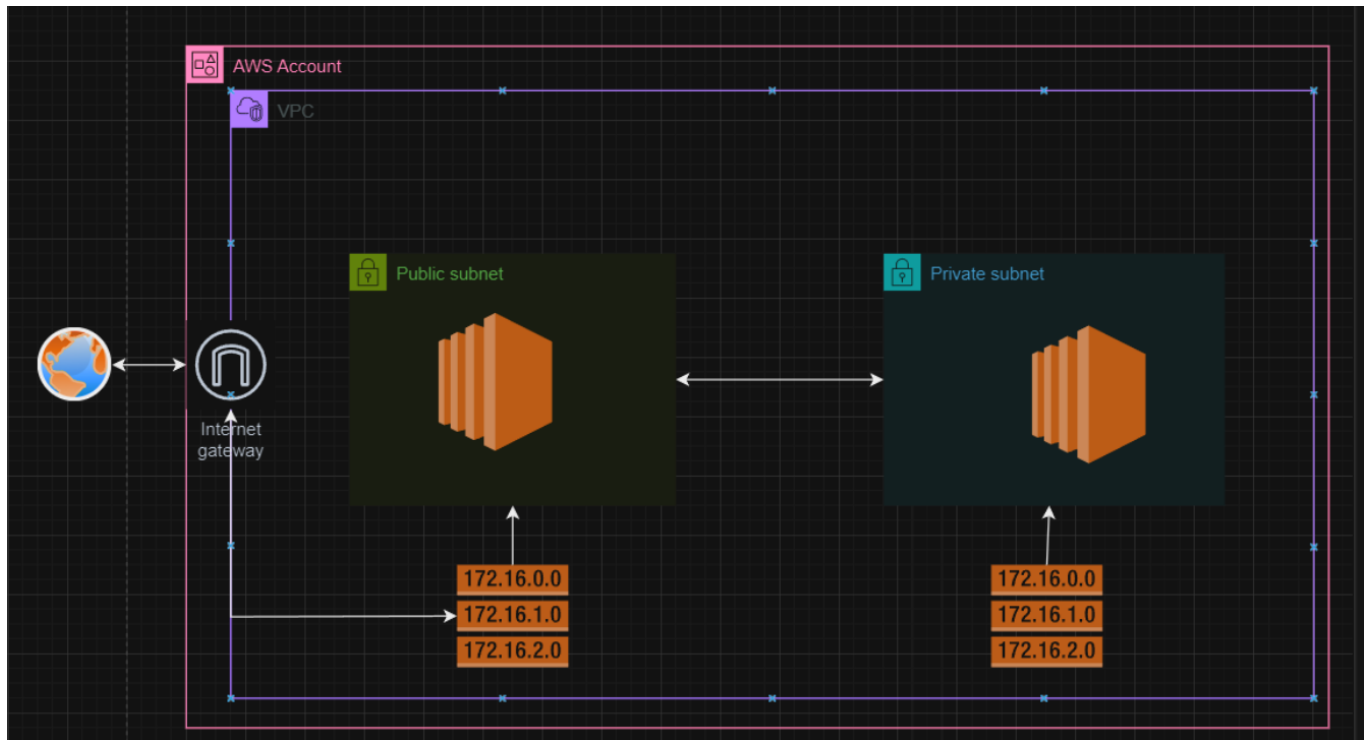 AWS Account
VPC
Public subnet
Private subnet
Internet
gateway
172.16.0.0
172.16.1.0
172.16.2.0
172.16.0.0
172.16.1.0
172.16.2.0